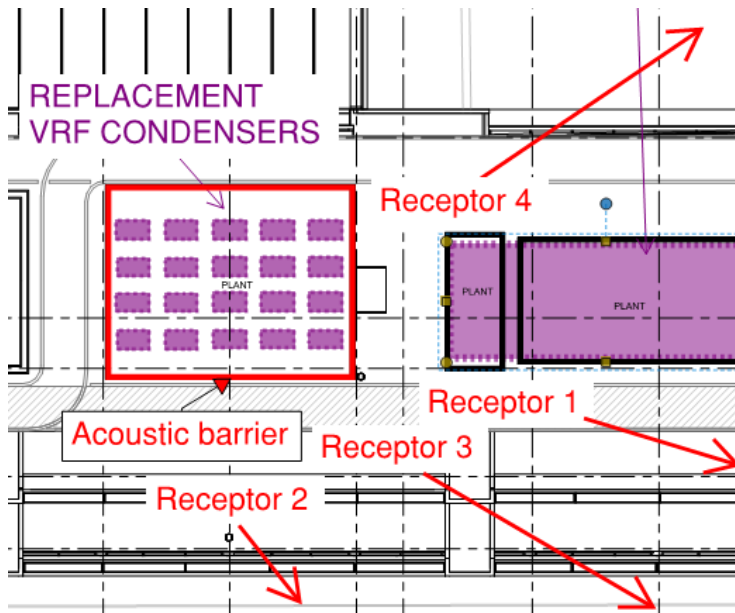 REPLACEMENT
VRF CONDENSERS
Receptor 4
PLANT
PLANT
PLANT
Receptor 1
Acoustic barrier
Receptor 3
Receptor 2